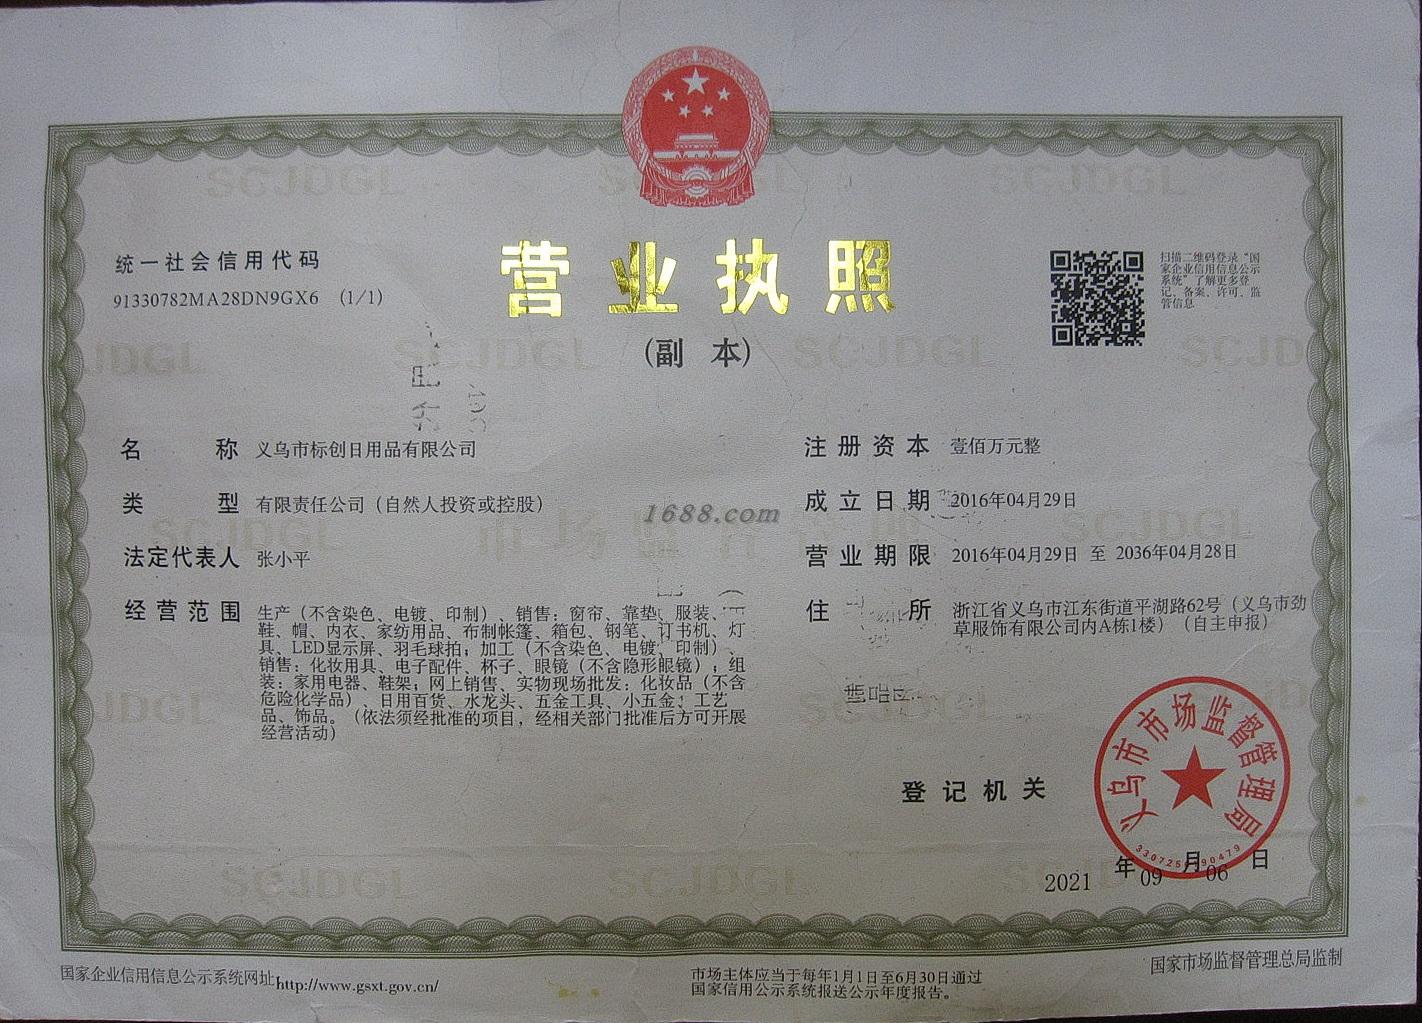 统一社会信用代码
91330782MA28DN9GX6 (1/1)
营业执照
(副 本)
扫描二维码登录“国
家企业信用信息公示
系统”了解更多登
记、备案、许可、监
管信息
名 称 义乌市标创日用品有限公司
类 型 有限责任公司（自然人投资或控股）
法定代表人 张小平
经营范围 生产（不含染色、电镀、印制）、销售：窗帘、靠垫、服装、
鞋、帽、内衣、家纺用品、布制帐篷、箱包、钢笔、订书机、灯
具、LED显示屏、羽毛球拍；加工（不含染色、电镀、印制）、
销售：化妆用具、电子配件、杯子、眼镜（不含隐形眼镜）；组
装：家用电器、鞋架；网上销售、实物现场批发：化妆品（不含
危险化学品）、日用百货、水龙头、五金工具、小五金；工艺
品、饰品。（依法须经批准的项目，经相关部门批准后方可开展
经营活动）
注册资本 壹佰万元整
成立日期 2016年04月29日
营业期限 2016年04月29日 至 2036年04月28日
住 所 浙江省义乌市江东街道平湖路62号（义乌市劲
草服饰有限公司内A栋1楼）（自主申报）
1688.com
登记机关
义乌市市场监督管理局
2021 年 09 月 06 日
国家企业信用信息公示系统网址http://www.gsxt.gov.cn/
市场主体应当于每年1月1日至6月30日通过
国家信用公示系统报送公示年度报告。
国家市场监督管理总局监制
SCJDGL